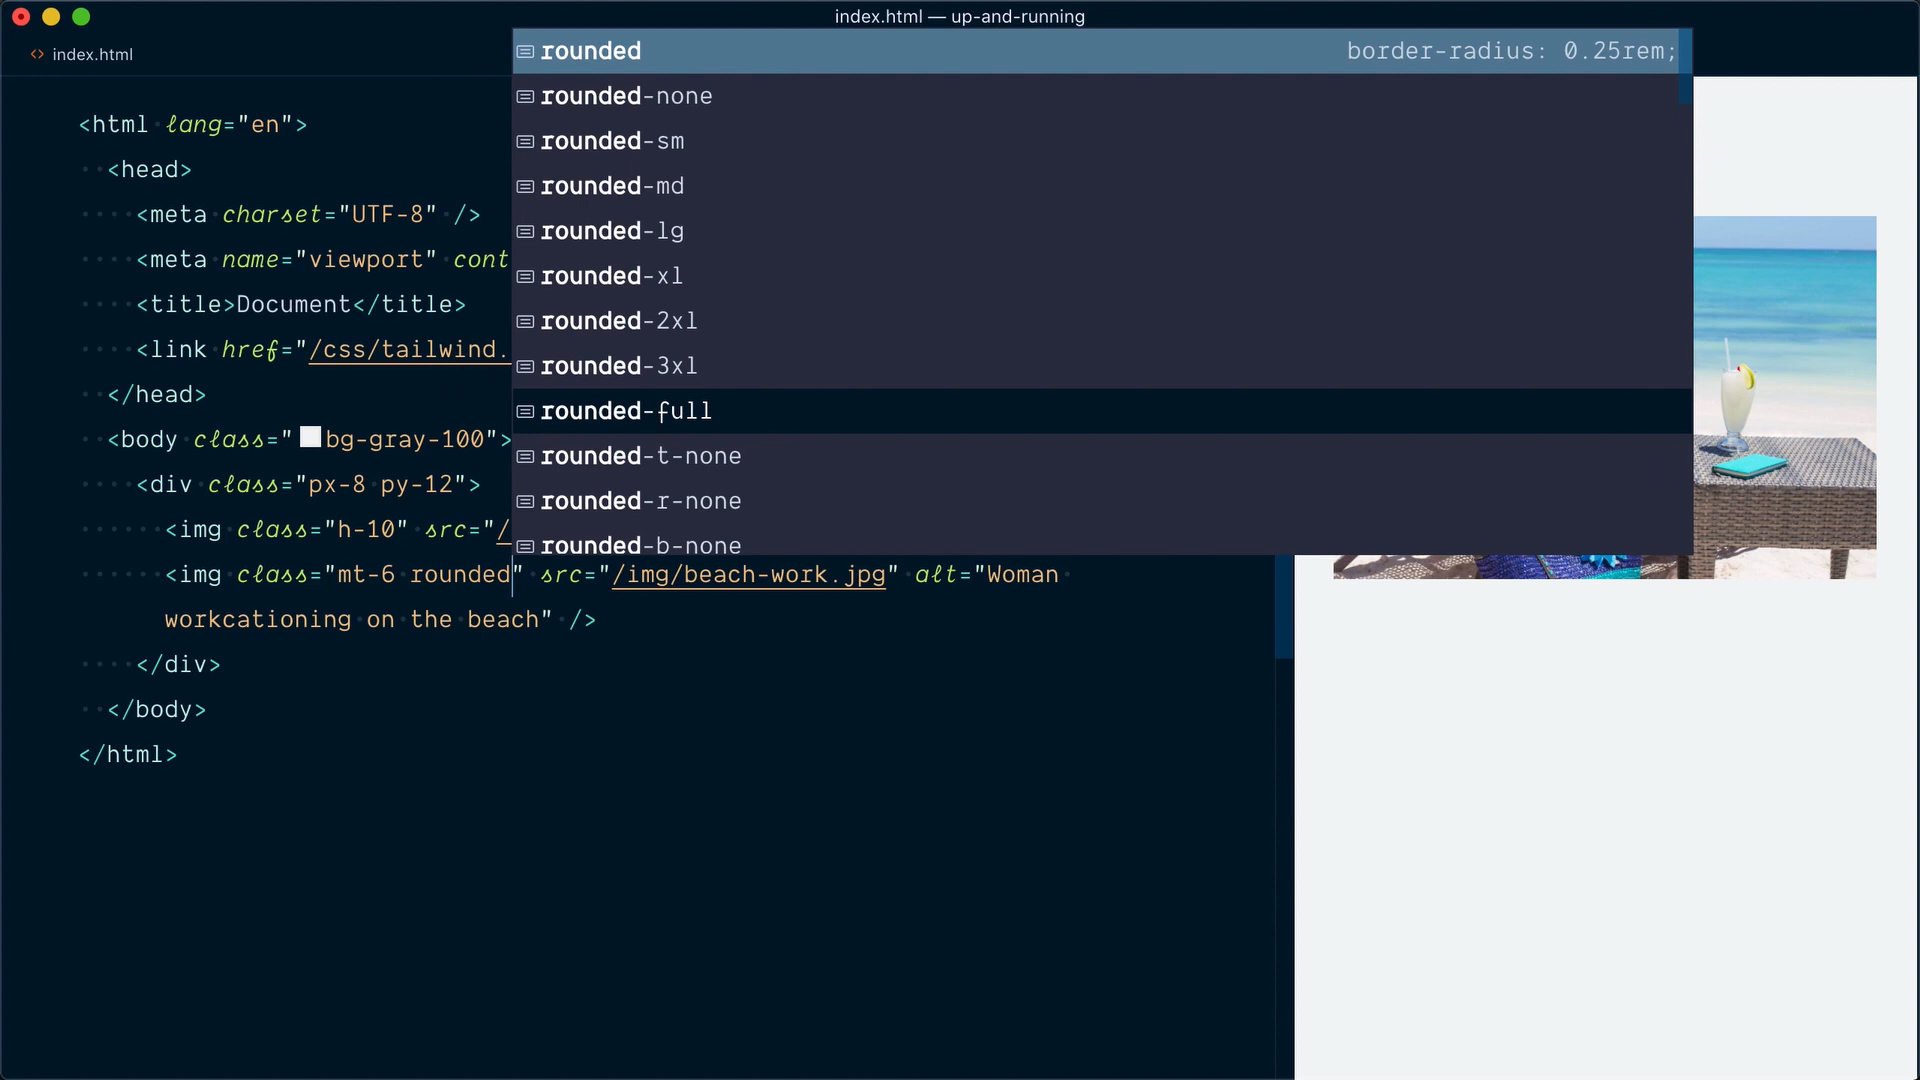 index.html — up-and-running
index.html
rounded border-radius: 0.25rem;
rounded-none
rounded-sm
rounded-md
rounded-lg
rounded-xl
rounded-2xl
rounded-3xl
rounded-full
rounded-t-none
rounded-r-none
rounded-b-none
<html lang="en">
<head>
<meta charset="UTF-8" />
<meta name="viewport" cont
<title>Document</title>
<link href="/css/tailwind.
</head>
<body class="bg-gray-100">
<div class="px-8 py-12">
<img class="h-10" src="/
<img class="mt-6 rounded" src="/img/beach-work.jpg" alt="Woman
workcationing on the beach" />
</div>
</body>
</html>